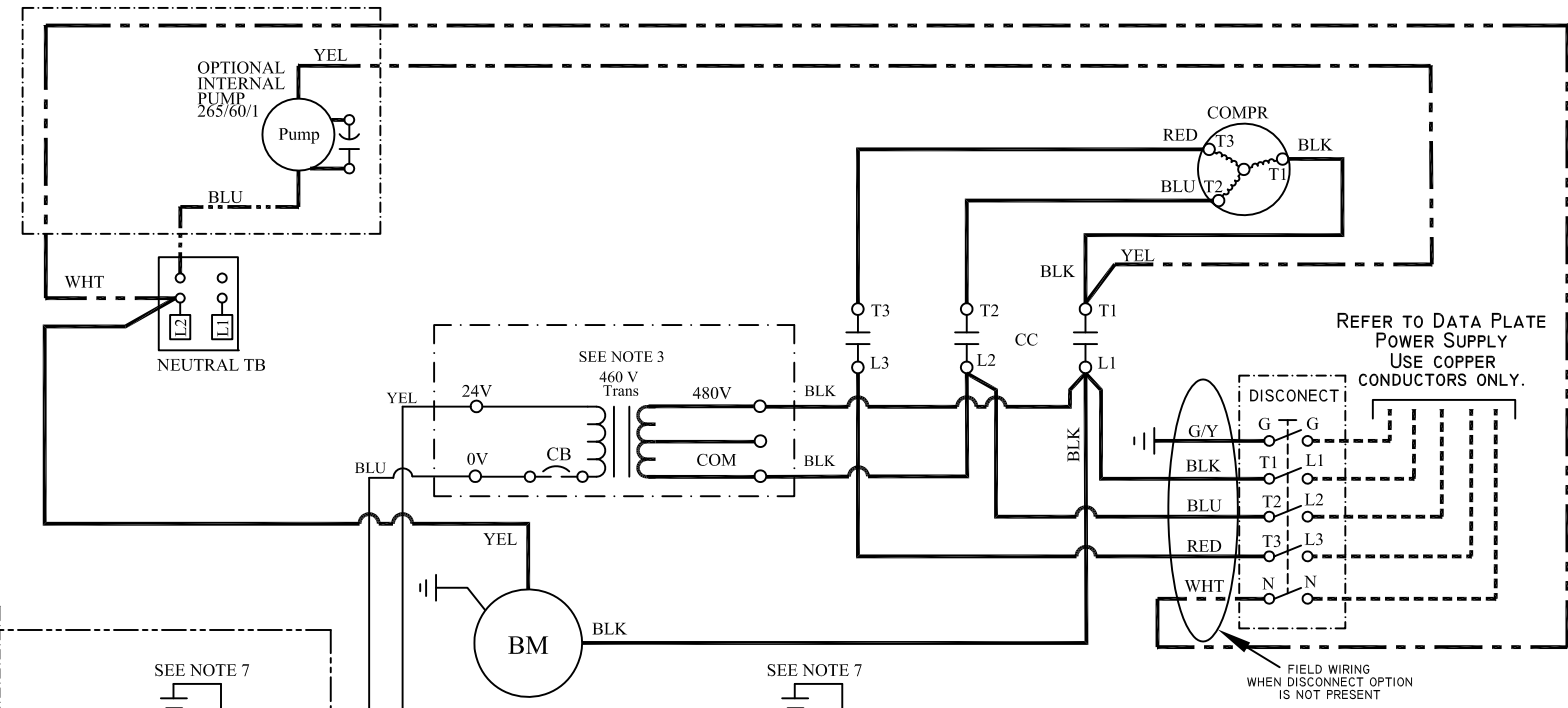 YEL
OPTIONAL
INTERNAL
PUMP
265/60/1
Pump
BLU
WHT
L2
L1
NEUTRAL TB
COMPR
RED
T3
BLK
T1
BLU
T2
YEL
BLK
T3
T2
T1
CC
L3
L2
L1
REFER TO DATA PLATE
POWER SUPPLY
USE COPPER
CONDUCTORS ONLY.
SEE NOTE 3
460 V
Trans
24V
480V
YEL
BLK
0V
CB
COM
BLU
BLK
BLK
DISCONECT
G/Y
G
G
BLK
T1
L1
BLU
T2
L2
RED
T3
L3
WHT
N
N
YEL
BM
BLK
FIELD WIRING
WHEN DISCONNECT OPTION
IS NOT PRESENT
SEE NOTE 7
SEE NOTE 7